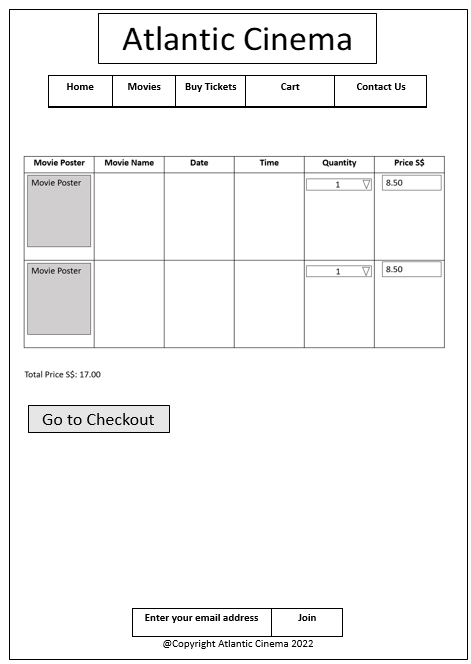 Atlantic Cinema
Home Movies Buy Tickets Cart Contact Us
Movie Poster Movie Name Date Time Quantity Price S$
Movie Poster 1 8.50
Movie Poster 1 8.50
Total Price S$: 17.00
Go to Checkout
Enter your email address Join
@Copyright Atlantic Cinema 2022